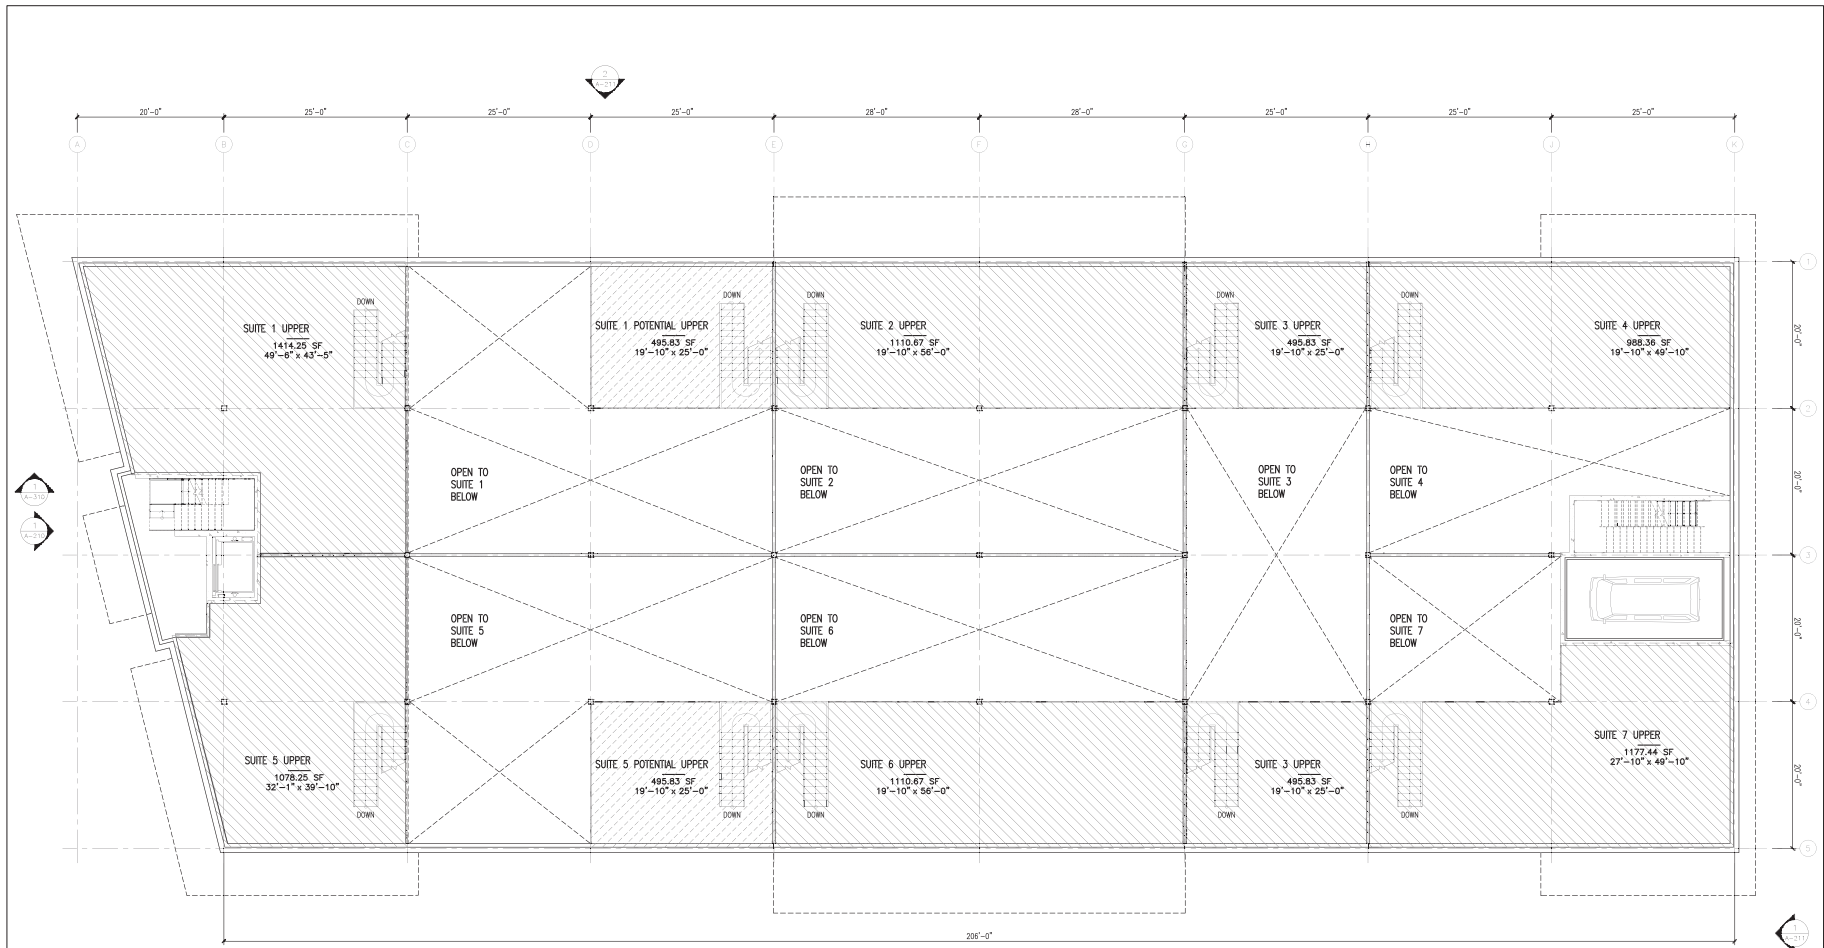 2
A-211
20'-0" 25'-0" 25'-0" 25'-0" 28'-0" 28'-0" 25'-0" 25'-0" 25'-0"
A B C D E F G H J K
1
DOWN
DOWN
DOWN
DOWN
DOWN
SUITE 1 UPPER
1414.25 SF
49'-6" x 43'-5"
SUITE 1 POTENTIAL UPPER
495.83 SF
19'-10" x 25'-0"
SUITE 2 UPPER
1110.67 SF
19'-10" x 56'-0"
SUITE 3 UPPER
495.83 SF
19'-10" x 25'-0"
SUITE 4 UPPER
988.36 SF
19'-10" x 49'-10"
20'-0"
2
OPEN TO
SUITE 1
BELOW
OPEN TO
SUITE 2
BELOW
OPEN TO
SUITE 3
BELOW
OPEN TO
SUITE 4
BELOW
20'-0"
1
A-310
1
A-210
3
OPEN TO
SUITE 5
BELOW
OPEN TO
SUITE 6
BELOW
OPEN TO
SUITE 7
BELOW
20'-0"
4
SUITE 5 UPPER
1078.25 SF
32'-1" x 39'-10"
SUITE 5 POTENTIAL UPPER
495.83 SF
19'-10" x 25'-0"
SUITE 6 UPPER
1110.67 SF
19'-10" x 56'-0"
SUITE 3 UPPER
495.83 SF
19'-10" x 25'-0"
SUITE 7 UPPER
1177.44 SF
27'-10" x 49'-10"
20'-0"
DOWN
DOWN
DOWN
DOWN
DOWN
5
206'-0"
1
A-211